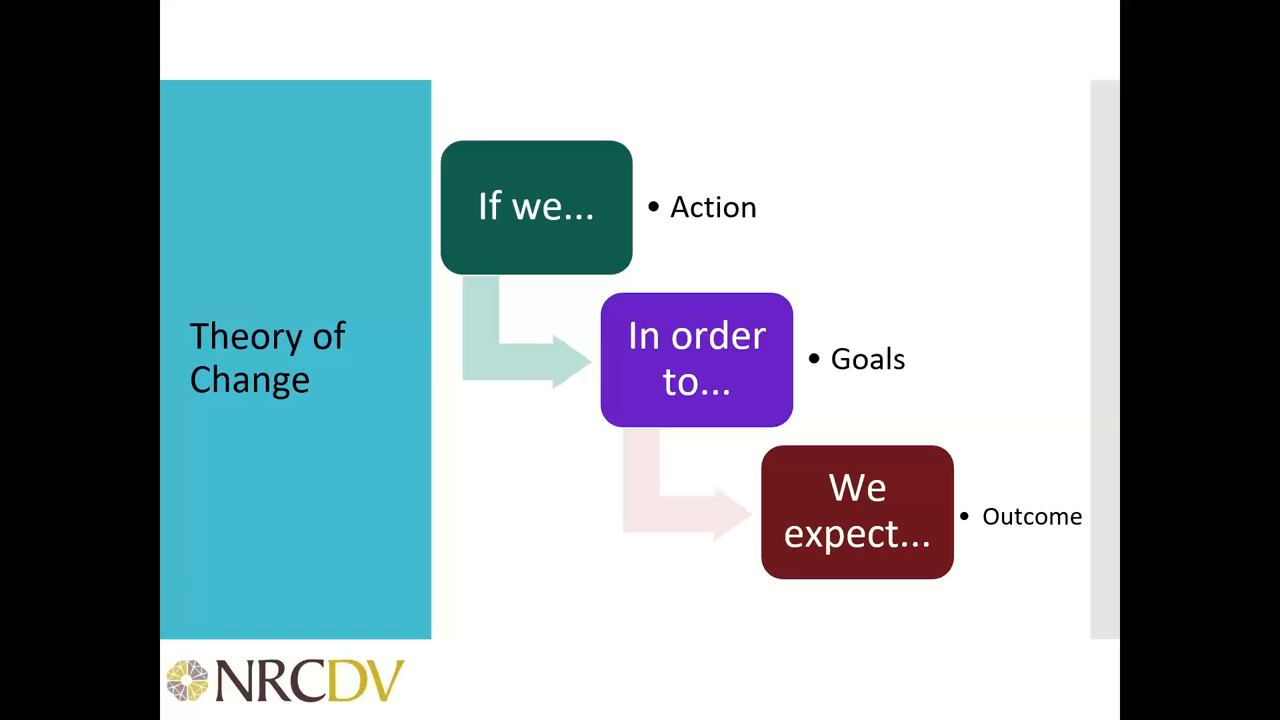 If we...
• Action
Theory of
Change
In order
to...
• Goals
We
expect...
• Outcome
NRCDV